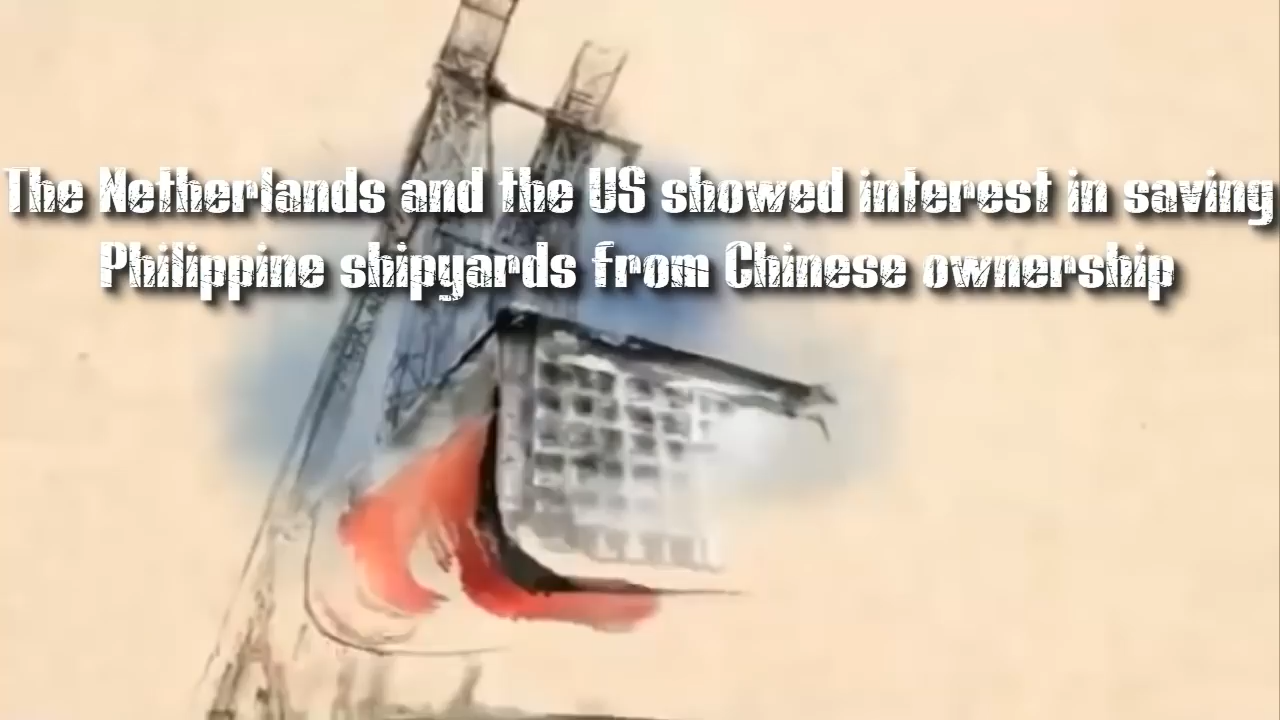 The Netherlands and the US showed interest in saving
Philippine shipyards from Chinese ownership